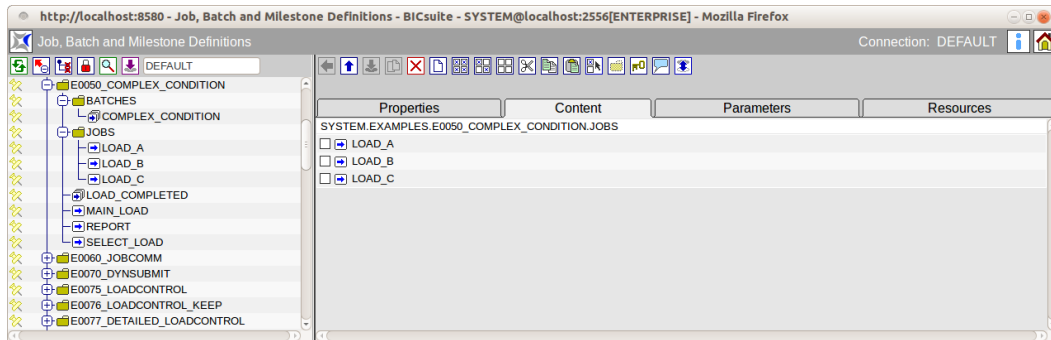 http://localhost:8580 - Job, Batch and Milestone Definitions - BICsuite - SYSTEM@localhost:2556[ENTERPRISE] - Mozilla Firefox
Job, Batch and Milestone Definitions
Connection: DEFAULT
DEFAULT
E0050_COMPLEX_CONDITION
BATCHES
COMPLEX_CONDITION
JOBS
LOAD_A
LOAD_B
LOAD_C
LOAD_COMPLETED
MAIN_LOAD
REPORT
SELECT_LOAD
E0060_JOBCOMM
E0070_DYNSUBMIT
E0075_LOADCONTROL
E0076_LOADCONTROL_KEEP
E0077_DETAILED_LOADCONTROL
Properties Content Parameters Resources
SYSTEM.EXAMPLES.E0050_COMPLEX_CONDITION.JOBS
LOAD_A
LOAD_B
LOAD_C